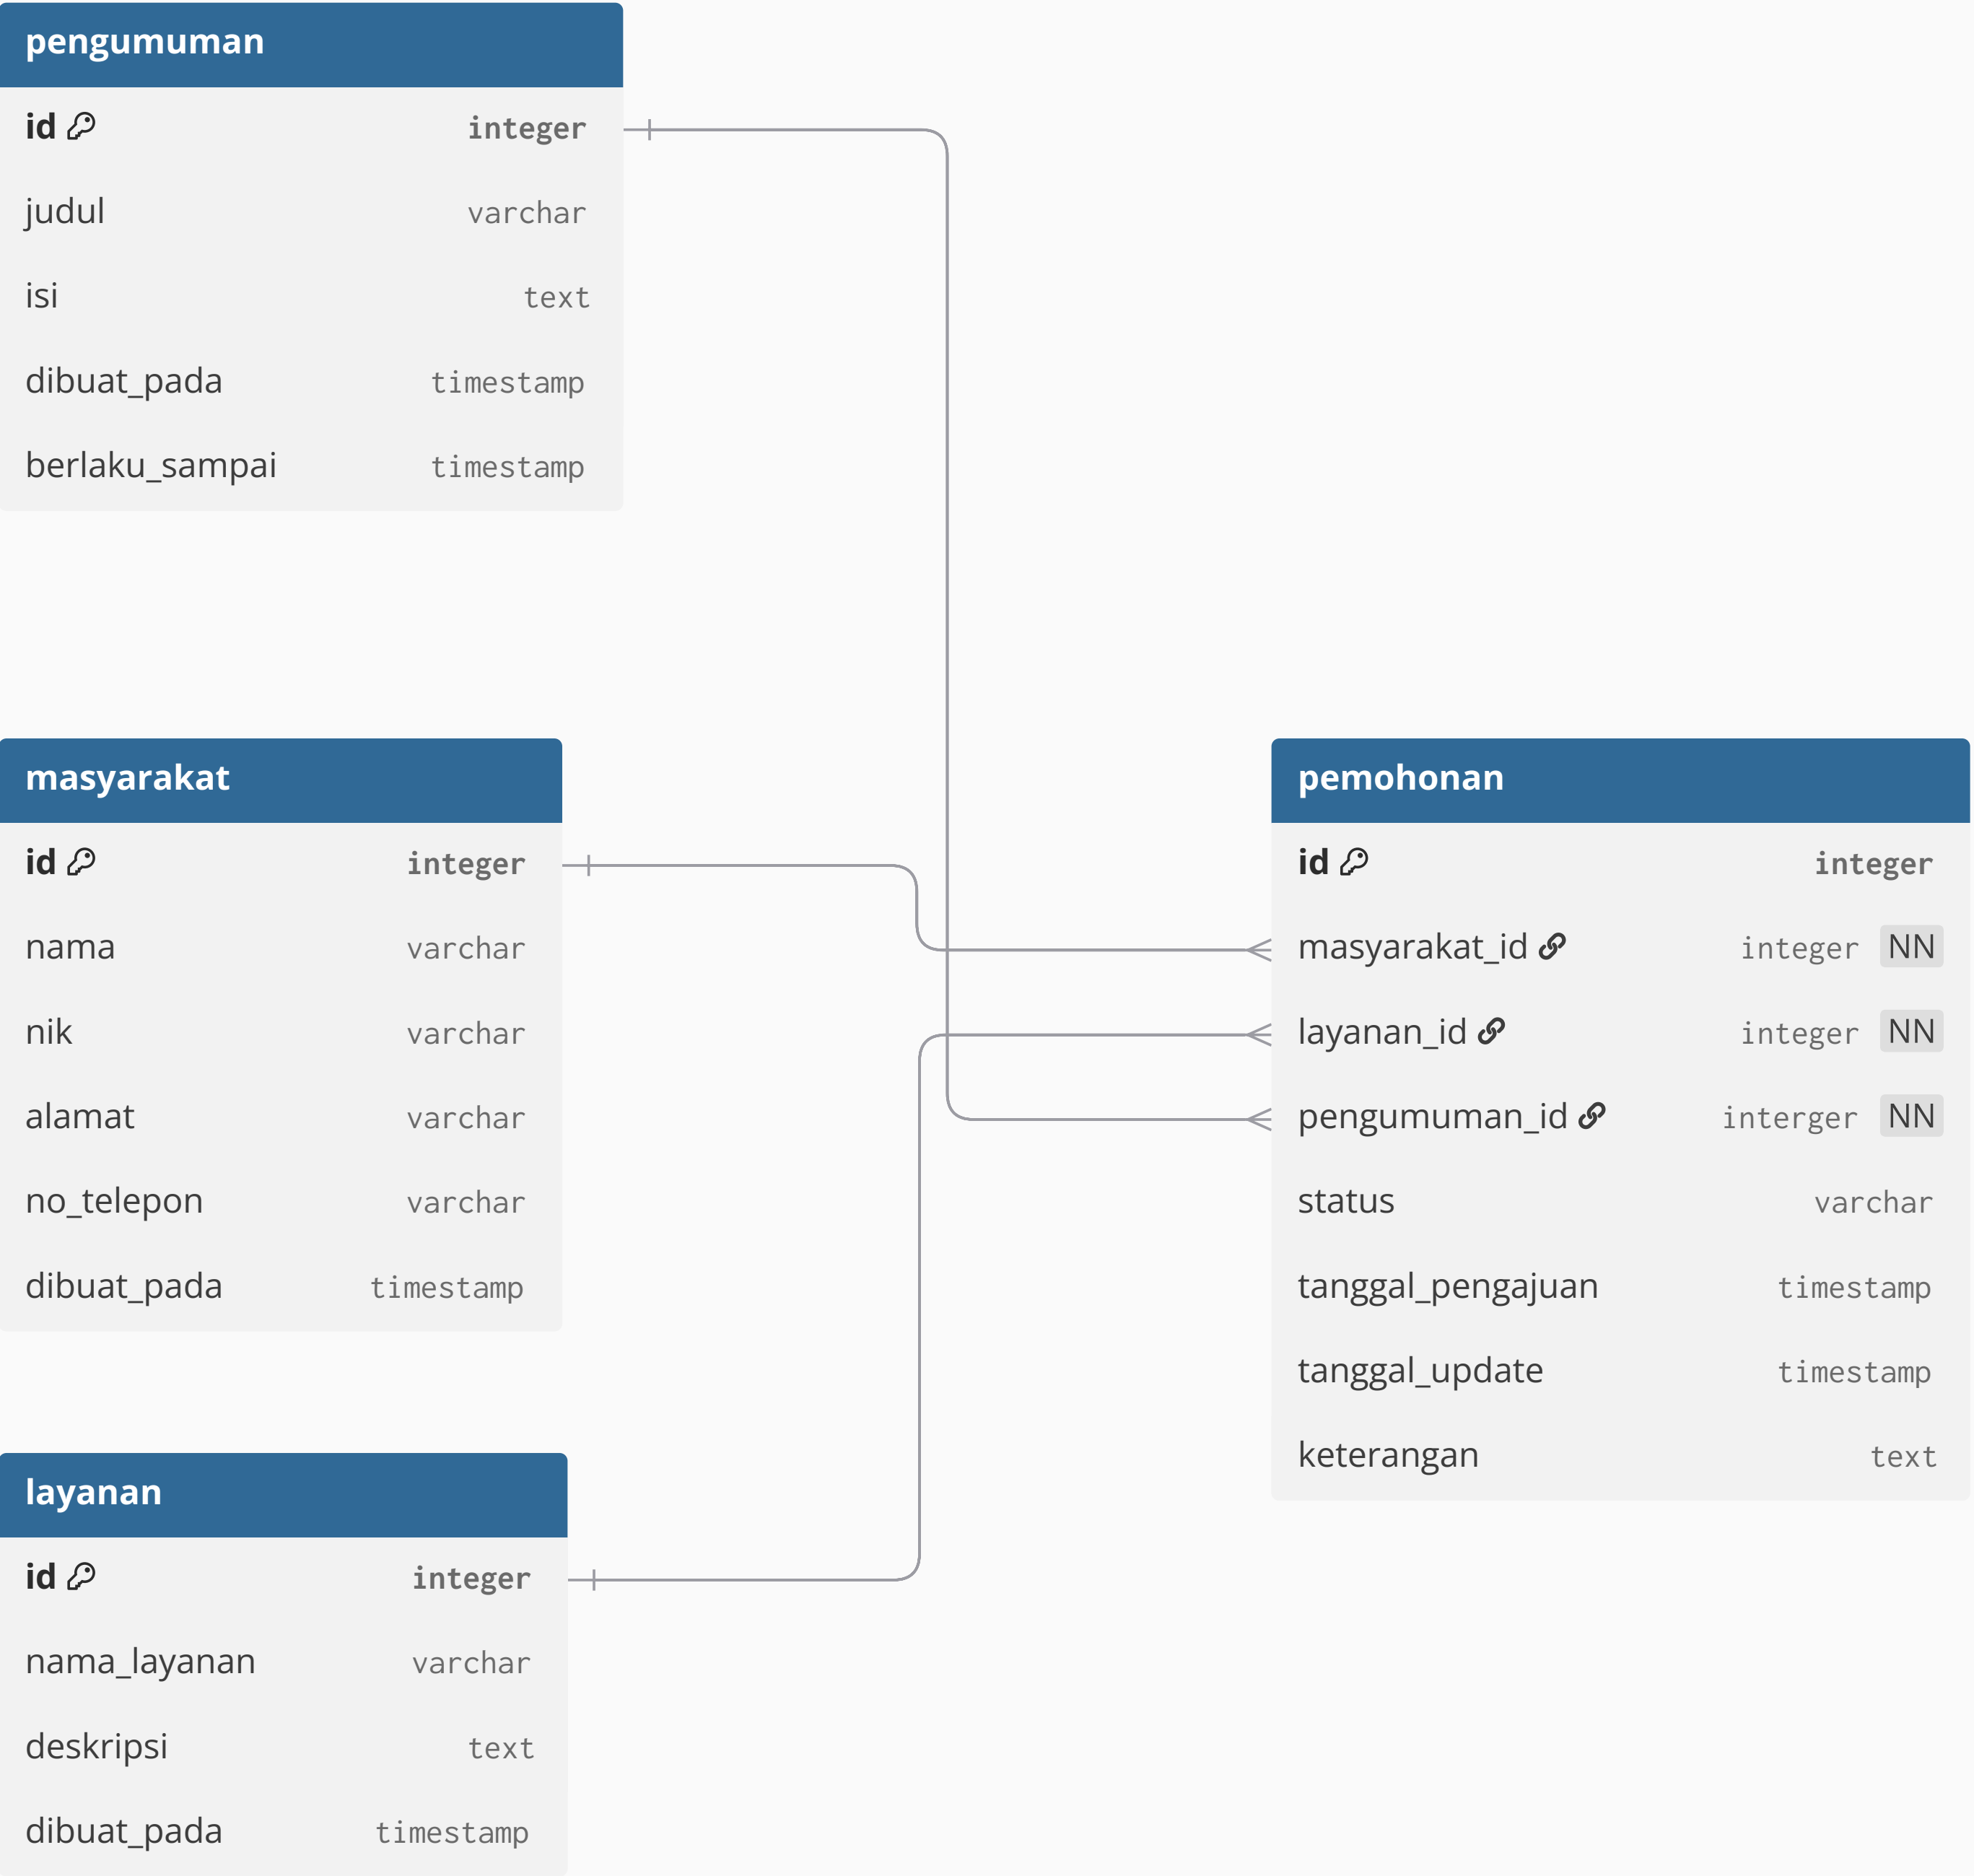 pengumuman
id integer
judul varchar
isi text
dibuat_pada timestamp
berlaku_sampai timestamp
masyarakat
id integer
nama varchar
nik varchar
alamat varchar
no_telepon varchar
dibuat_pada timestamp
pemohonan
id integer
masyarakat_id integer NN
layanan_id integer NN
pengumuman_id interger NN
status varchar
tanggal_pengajuan timestamp
tanggal_update timestamp
keterangan text
layanan
id integer
nama_layanan varchar
deskripsi text
dibuat_pada timestamp